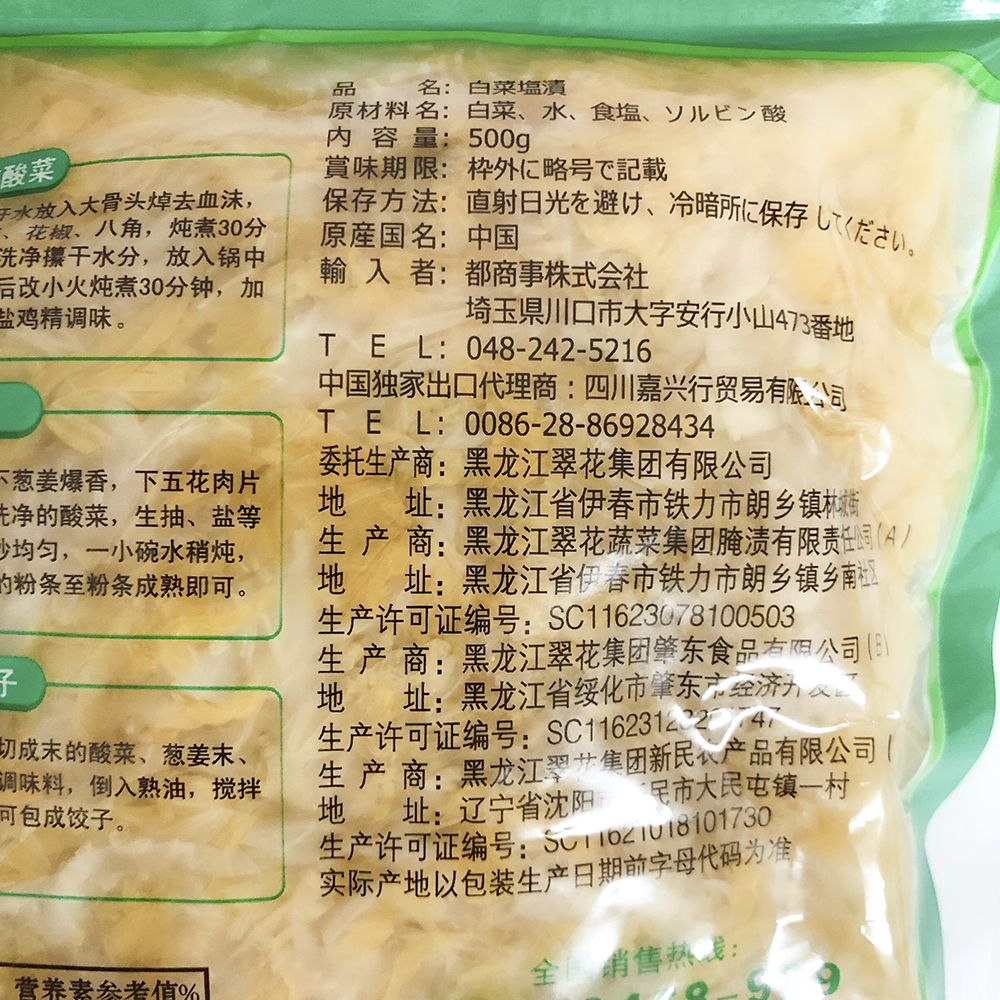 酸菜
开水放入大骨头焯去血沫，
、花椒、八角，炖煮30分
洗净攥干水分，放入锅中
后改小火炖煮30分钟，加
盐鸡精调味。
下葱姜爆香，下五花肉片
洗净的酸菜，生抽、盐等
炒均匀，一小碗水稍炖，
的粉条至粉条成熟即可。
子
切成末的酸菜、葱姜末、
调味料，倒入熟油，搅拌
可包成饺子。
营养素参考值%
品名：白菜塩漬
原材料名：白菜、水、食塩、ソルビン酸
内容量：500g
賞味期限：枠外に略号で記載
保存方法：直射日光を避け、冷暗所に保存してください。
原産国名：中国
輸入者：都商事株式会社
埼玉県川口市大字安行小山473番地
TEL：048-242-5216
中国独家出口代理商：四川嘉兴行贸易有限公司
TEL：0086-28-86928434
委托生产商：黑龙江翠花集团有限公司
地址：黑龙江省伊春市铁力市朗乡镇林城街
生产商：黑龙江翠花蔬菜集团腌渍有限责任公司(A)
地址：黑龙江省伊春市铁力市朗乡镇乡南社区
生产许可证编号：SC11623078100503
生产商：黑龙江翠花集团肇东食品有限公司(B)
地址：黑龙江省绥化市肇东市经济开发区
生产许可证编号：
生产商：黑龙江翠花集团新民农产品有限公司(
地址：辽宁省沈阳市新民市大民屯镇一村
生产许可证编号：SC11621018101730
实际产地以包装生产日期前字母代码为准
全国销售热线：